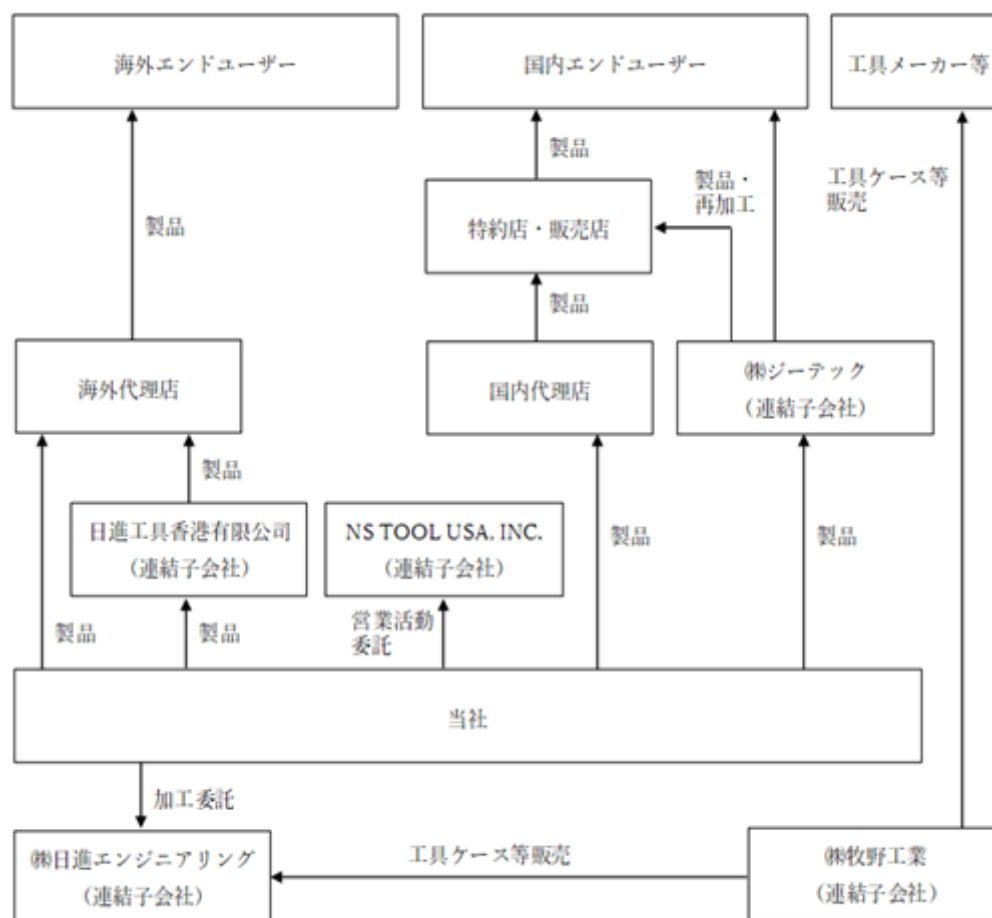 海外エンドユーザー
国内エンドユーザー
工具メーカー等
製品
製品・
再加工
工具ケース等
販売
製品
特約店・販売店
製品
海外代理店
国内代理店
㈱ジーテック
(連結子会社)
製品
日進工具香港有限公司
(連結子会社)
NS TOOL USA, INC.
(連結子会社)
製品
製品
製品
製品
営業活動
委託
当社
加工委託
㈱日進エンジニアリング
(連結子会社)
工具ケース等販売
㈱牧野工業
(連結子会社)